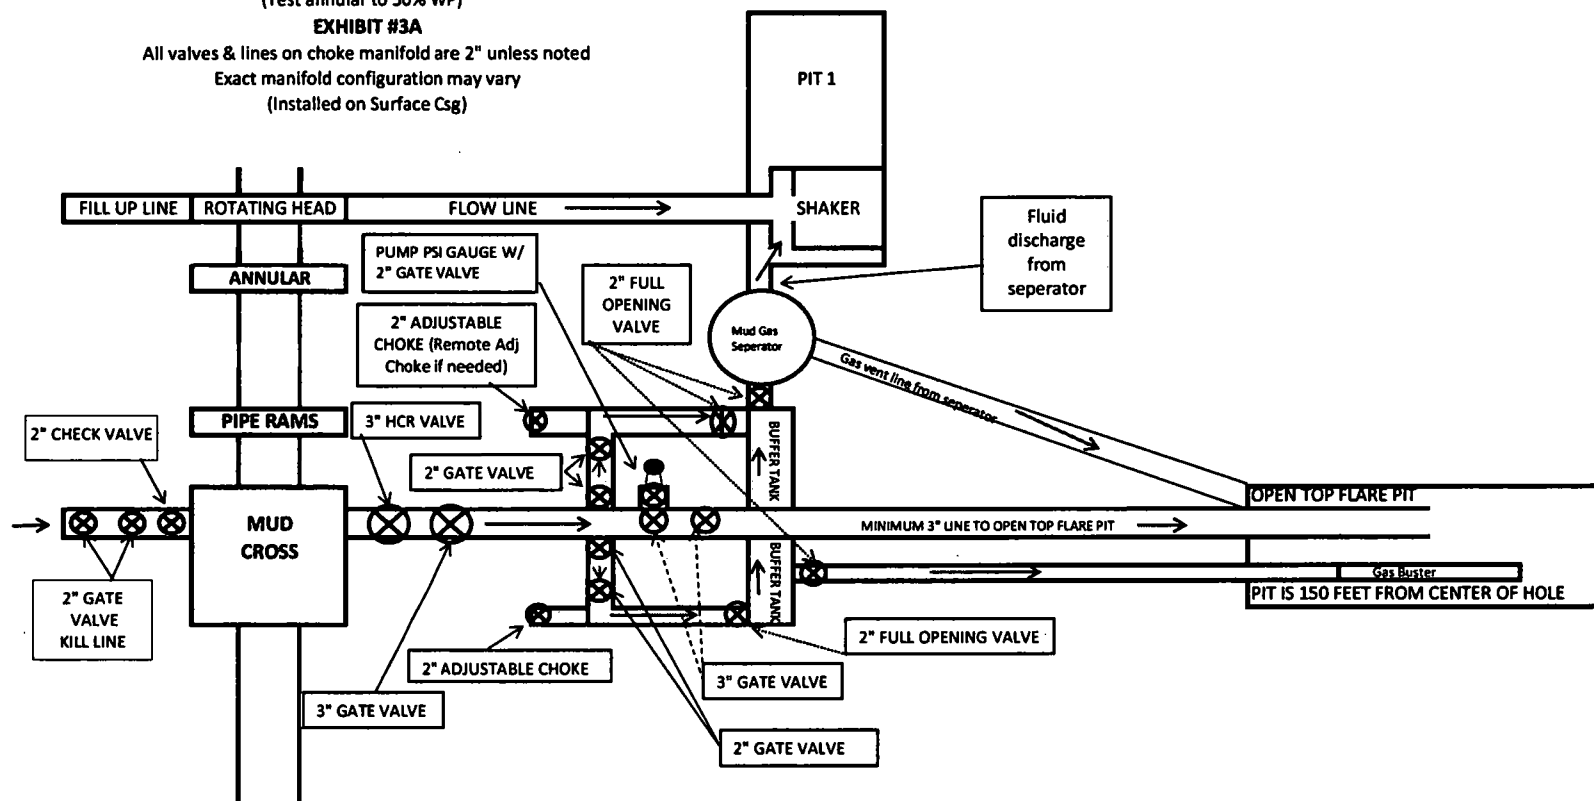 (Test annular to 50% WP)
EXHIBIT #3A
All valves & lines on choke manifold are 2" unless noted
Exact manifold configuration may vary
(Installed on Surface Csg)
PIT 1
FILL UP LINE
ROTATING HEAD
FLOW LINE
SHAKER
Fluid
discharge
from
seperator
PUMP PSI GAUGE W/
2" GATE VALVE
ANNULAR
2" FULL
OPENING
VALVE
2" ADJUSTABLE
CHOKE (Remote Adj
Choke if needed)
Mud Gas
Seperator
Gas vent line from seperator
PIPE RAMS
3" HCR VALVE
2" CHECK VALVE
2" GATE VALVE
BUFFER TANK
OPEN TOP FLARE PIT
MUD
CROSS
MINIMUM 3" LINE TO OPEN TOP FLARE PIT
BUFFER TANK
Gas Buster
PIT IS 150 FEET FROM CENTER OF HOLE
2" GATE
VALVE
KILL LINE
2" FULL OPENING VALVE
2" ADJUSTABLE CHOKE
3" GATE VALVE
3" GATE VALVE
2" GATE VALVE